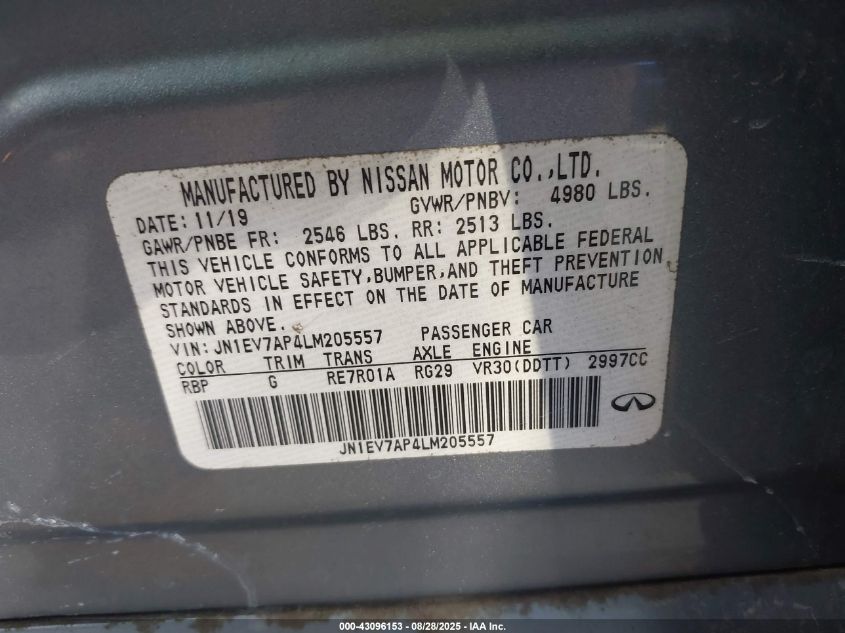 MANUFACTURED BY NISSAN MOTOR CO.,LTD.
DATE: 11/19 GVWR/PNBV: 4980 LBS.
GAWR/PNBE FR: 2546 LBS. RR: 2513 LBS.
THIS VEHICLE CONFORMS TO ALL APPLICABLE FEDERAL
MOTOR VEHICLE SAFETY,BUMPER,AND THEFT PREVENTION
STANDARDS IN EFFECT ON THE DATE OF MANUFACTURE
SHOWN ABOVE.
VIN: JN1EV7AP4LM205557 PASSENGER CAR
COLOR TRIM TRANS AXLE ENGINE
RBP G RE7R01A RG29 VR30(DDTT) 2997CC
JN1EV7AP4LM205557
000-43096153 - 08/28/2025 - IAA Inc.